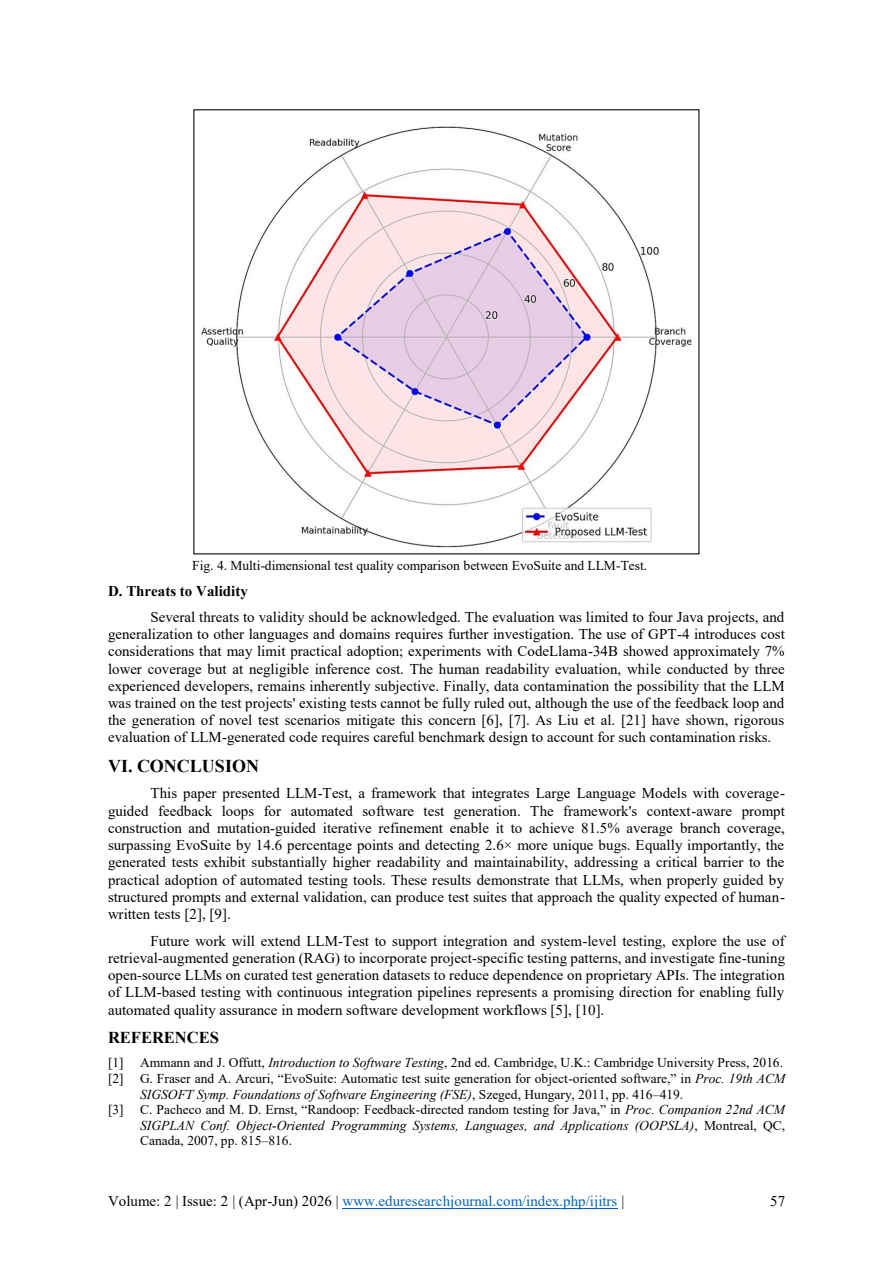 Readability
Mutation
Score
100
80
60
40
20
Assertion
Quality
Branch
Coverage
Maintainability
EvoSuite
Proposed LLM-Test
Fig. 4. Multi-dimensional test quality comparison between EvoSuite and LLM-Test.
D. Threats to Validity
Several threats to validity should be acknowledged. The evaluation was limited to four Java projects, and
generalization to other languages and domains requires further investigation. The use of GPT-4 introduces cost
considerations that may limit practical adoption; experiments with CodeLlama-34B showed approximately 7%
lower coverage but at negligible inference cost. The human readability evaluation, while conducted by three
experienced developers, remains inherently subjective. Finally, data contamination the possibility that the LLM
was trained on the test projects' existing tests cannot be fully ruled out, although the use of the feedback loop and
the generation of novel test scenarios mitigate this concern [6], [7]. As Liu et al. [21] have shown, rigorous
evaluation of LLM-generated code requires careful benchmark design to account for such contamination risks.
VI. CONCLUSION
This paper presented LLM-Test, a framework that integrates Large Language Models with coverage-
guided feedback loops for automated software test generation. The framework's context-aware prompt
construction and mutation-guided iterative refinement enable it to achieve 81.5% average branch coverage,
surpassing EvoSuite by 14.6 percentage points and detecting 2.6× more unique bugs. Equally importantly, the
generated tests exhibit substantially higher readability and maintainability, addressing a critical barrier to the
practical adoption of automated testing tools. These results demonstrate that LLMs, when properly guided by
structured prompts and external validation, can produce test suites that approach the quality expected of human-
written tests [2], [9].
Future work will extend LLM-Test to support integration and system-level testing, explore the use of
retrieval-augmented generation (RAG) to incorporate project-specific testing patterns, and investigate fine-tuning
open-source LLMs on curated test generation datasets to reduce dependence on proprietary APIs. The integration
of LLM-based testing with continuous integration pipelines represents a promising direction for enabling fully
automated quality assurance in modern software development workflows [5], [10].
REFERENCES
[1] Ammann and J. Offutt, Introduction to Software Testing, 2nd ed. Cambridge, U.K.: Cambridge University Press, 2016.
[2] G. Fraser and A. Arcuri, “EvoSuite: Automatic test suite generation for object-oriented software,” in Proc. 19th ACM
SIGSOFT Symp. Foundations of Software Engineering (FSE), Szeged, Hungary, 2011, pp. 416–419.
[3] C. Pacheco and M. D. Ernst, “Randoop: Feedback-directed random testing for Java,” in Proc. Companion 22nd ACM
SIGPLAN Conf. Object-Oriented Programming Systems, Languages, and Applications (OOPSLA), Montreal, QC,
Canada, 2007, pp. 815–816.
Volume: 2 | Issue: 2 | (Apr-Jun) 2026 | www.eduresearchjournal.com/index.php/ijitrs | 57